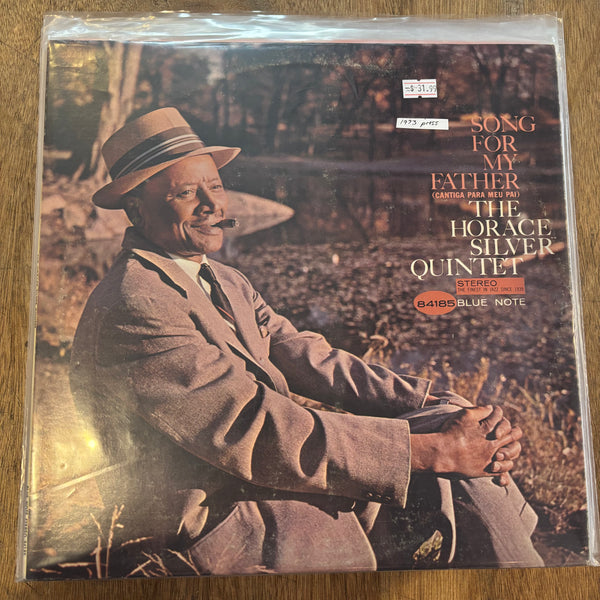 $31.99
1973 press
SONG
FOR
MY
FATHER
(CANTIGA PARA MEU PAI)
THE
HORACE
SILVER
QUINTET
STEREO
THE FINEST IN JAZZ SINCE 1939
84185 BLUE NOTE